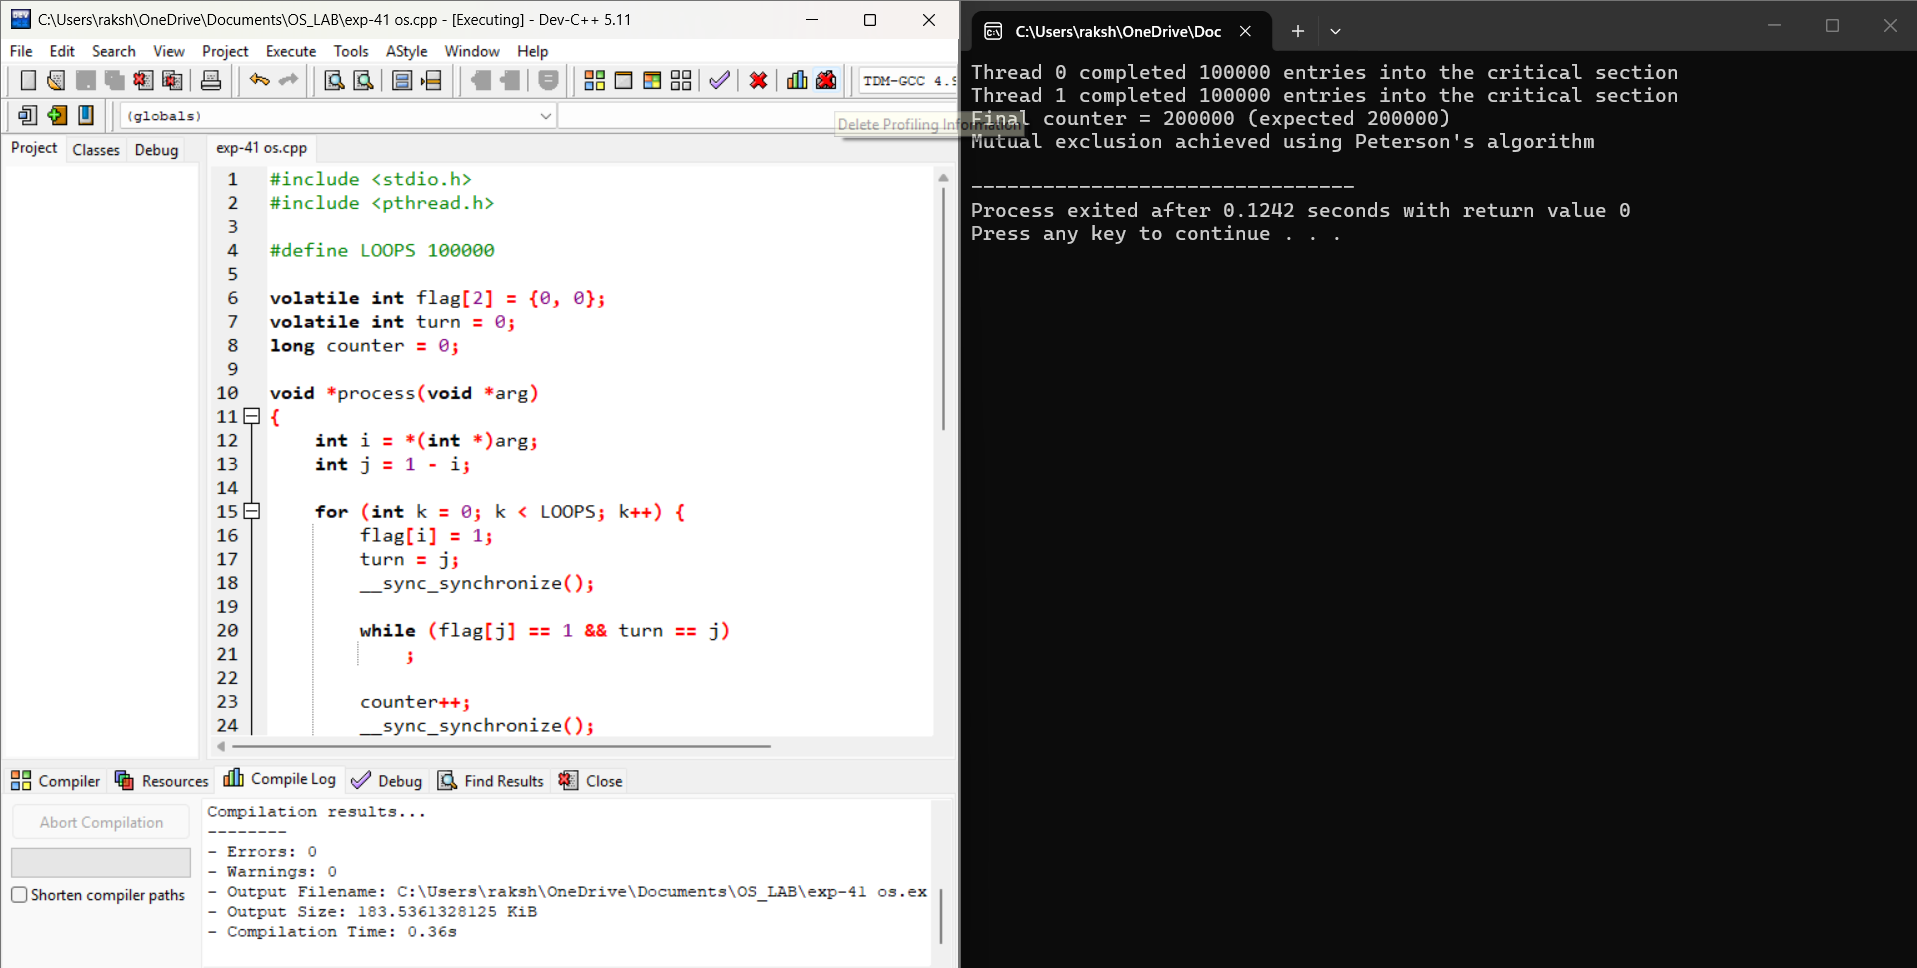 C:\Users\raksh\OneDrive\Documents\OS_LAB\exp-41 os.cpp - [Executing] - Dev-C++ 5.11
File Edit Search View Project Execute Tools AStyle Window Help
TDM-GCC 4.9
(globals)
Delete Profiling Information
Project Classes Debug
exp-41 os.cpp
1 #include <stdio.h>
2 #include <pthread.h>
3
4 #define LOOPS 100000
5
6 volatile int flag[2] = {0, 0};
7 volatile int turn = 0;
8 long counter = 0;
9
10 void *process(void *arg)
11 {
12     int i = *(int *)arg;
13     int j = 1 - i;
14
15     for (int k = 0; k < LOOPS; k++) {
16         flag[i] = 1;
17         turn = j;
18         __sync_synchronize();
19
20         while (flag[j] == 1 && turn == j)
21             ;
22
23         counter++;
24         __sync_synchronize();
Compiler Resources Compile Log Debug Find Results Close
Abort Compilation
Shorten compiler paths
Compilation results...
--------
- Errors: 0
- Warnings: 0
- Output Filename: C:\Users\raksh\OneDrive\Documents\OS_LAB\exp-41 os.ex
- Output Size: 183.5361328125 KiB
- Compilation Time: 0.36s
C:\Users\raksh\OneDrive\Doc
Thread 0 completed 100000 entries into the critical section
Thread 1 completed 100000 entries into the critical section
Final counter = 200000 (expected 200000)
Mutual exclusion achieved using Peterson's algorithm
--------------------------------
Process exited after 0.1242 seconds with return value 0
Press any key to continue . . .